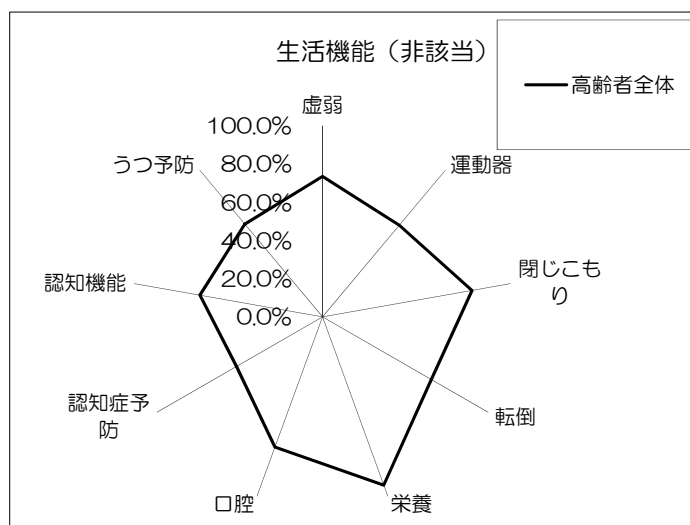 生活機能（非該当）
高齢者全体
虚弱
運動器
閉じこも
り
転倒
栄養
口腔
認知症予
防
認知機能
うつ予防
100.0%
80.0%
60.0%
40.0%
20.0%
0.0%